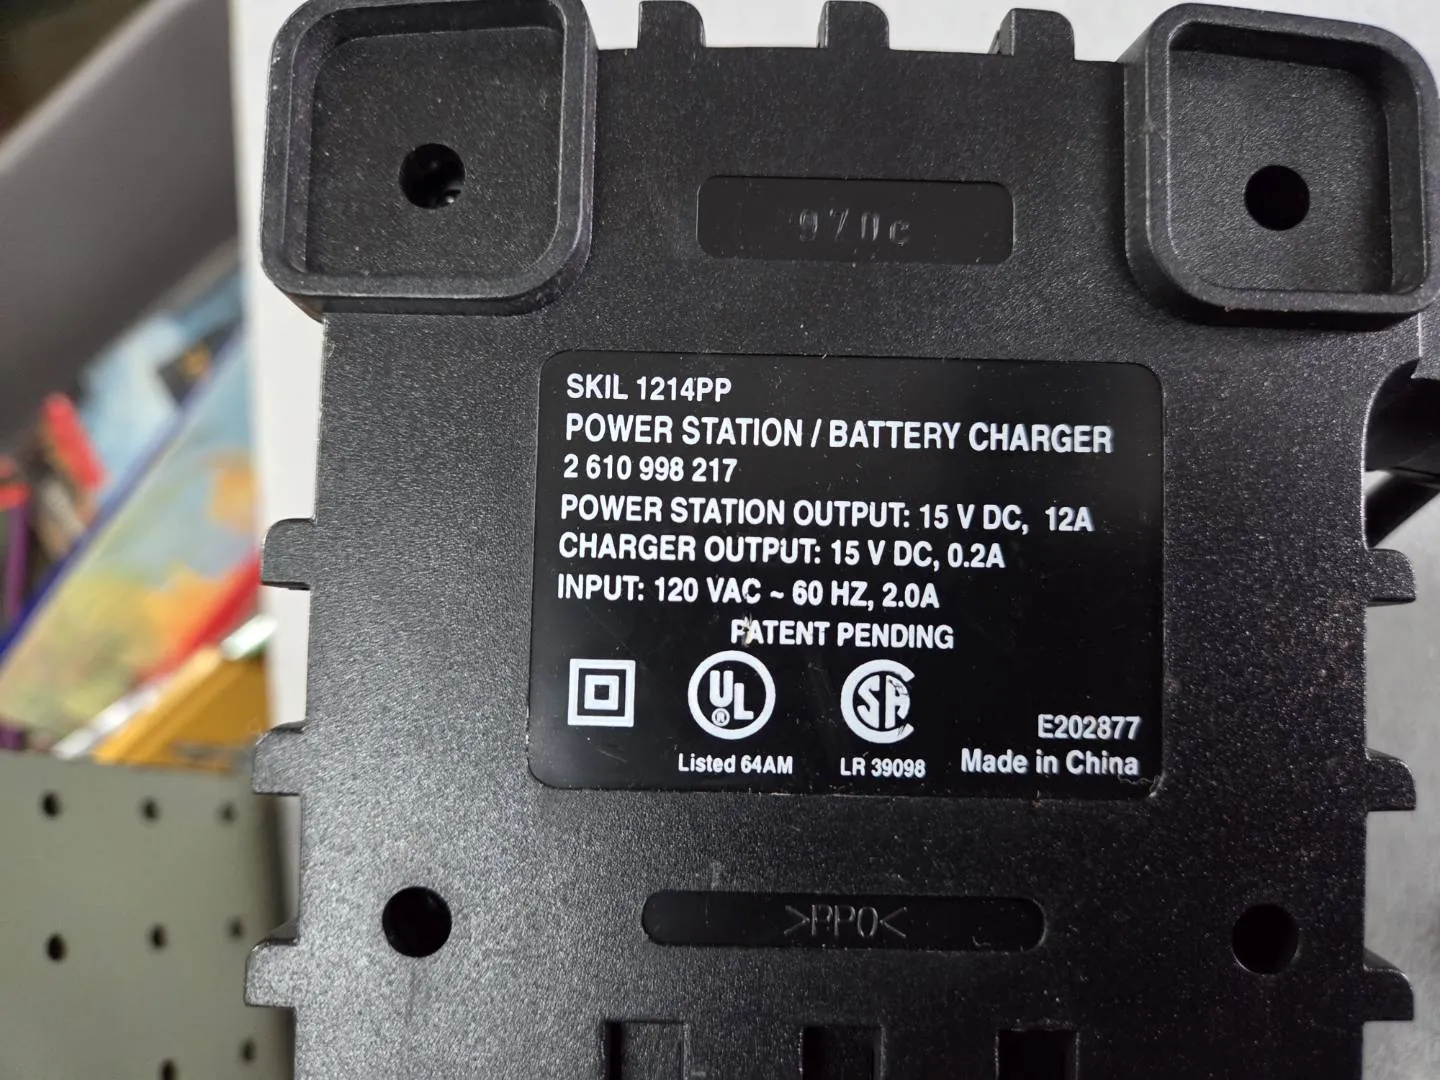 970c
SKIL 1214PP
POWER STATION / BATTERY CHARGER
2 610 998 217
POWER STATION OUTPUT: 15 V DC, 12A
CHARGER OUTPUT: 15 V DC, 0.2A
INPUT: 120 VAC ~ 60 HZ, 2.0A
PATENT PENDING
UL
®
SA
E202877
Listed 64AM
LR 39098
Made in China
>PPO<